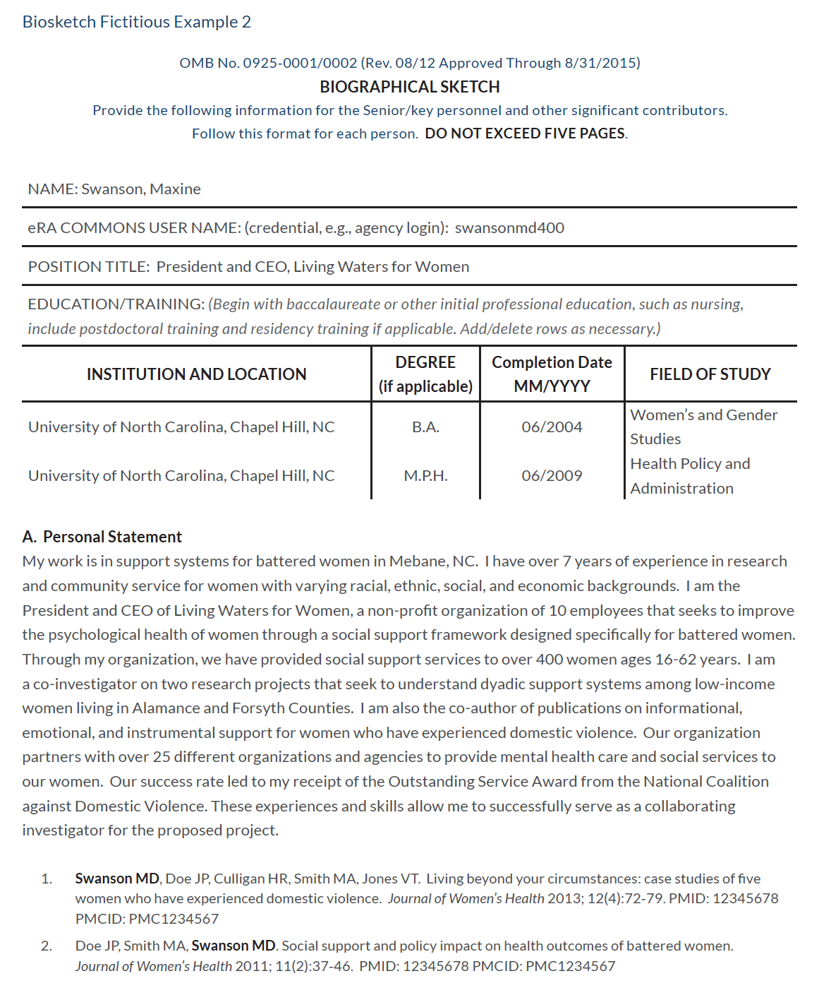 Biosketch Fictitious Example 2
OMB No. 0925-0001/0002 (Rev. 08/12 Approved Through 8/31/2015)
BIOGRAPHICAL SKETCH
Provide the following information for the Senior/key personnel and other significant contributors.
Follow this format for each person.  DO NOT EXCEED FIVE PAGES.
NAME: Swanson, Maxine
eRA COMMONS USER NAME: (credential, e.g., agency login):  swansonmd400
POSITION TITLE:  President and CEO, Living Waters for Women
EDUCATION/TRAINING: (Begin with baccalaureate or other initial professional education, such as nursing,
include postdoctoral training and residency training if applicable. Add/delete rows as necessary.)
INSTITUTION AND LOCATION DEGREE (if applicable) Completion Date MM/YYYY FIELD OF STUDY
University of North Carolina, Chapel Hill, NC B.A. 06/2004 Women's and Gender Studies
University of North Carolina, Chapel Hill, NC M.P.H. 06/2009 Health Policy and Administration
A.  Personal Statement
My work is in support systems for battered women in Mebane, NC.  I have over 7 years of experience in research
and community service for women with varying racial, ethnic, social, and economic backgrounds.  I am the
President and CEO of Living Waters for Women, a non-profit organization of 10 employees that seeks to improve
the psychological health of women through a social support framework designed specifically for battered women.
Through my organization, we have provided social support services to over 400 women ages 16-62 years.  I am
a co-investigator on two research projects that seek to understand dyadic support systems among low-income
women living in Alamance and Forsyth Counties.  I am also the co-author of publications on informational,
emotional, and instrumental support for women who have experienced domestic violence.  Our organization
partners with over 25 different organizations and agencies to provide mental health care and social services to
our women.  Our success rate led to my receipt of the Outstanding Service Award from the National Coalition
against Domestic Violence. These experiences and skills allow me to successfully serve as a collaborating
investigator for the proposed project.
1. Swanson MD, Doe JP, Culligan HR, Smith MA, Jones VT.  Living beyond your circumstances: case studies of five
women who have experienced domestic violence.  Journal of Women's Health 2013; 12(4):72-79. PMID: 12345678
PMCID: PMC1234567
2. Doe JP, Smith MA, Swanson MD. Social support and policy impact on health outcomes of battered women.
Journal of Women's Health 2011; 11(2):37-46.  PMID: 12345678 PMCID: PMC1234567